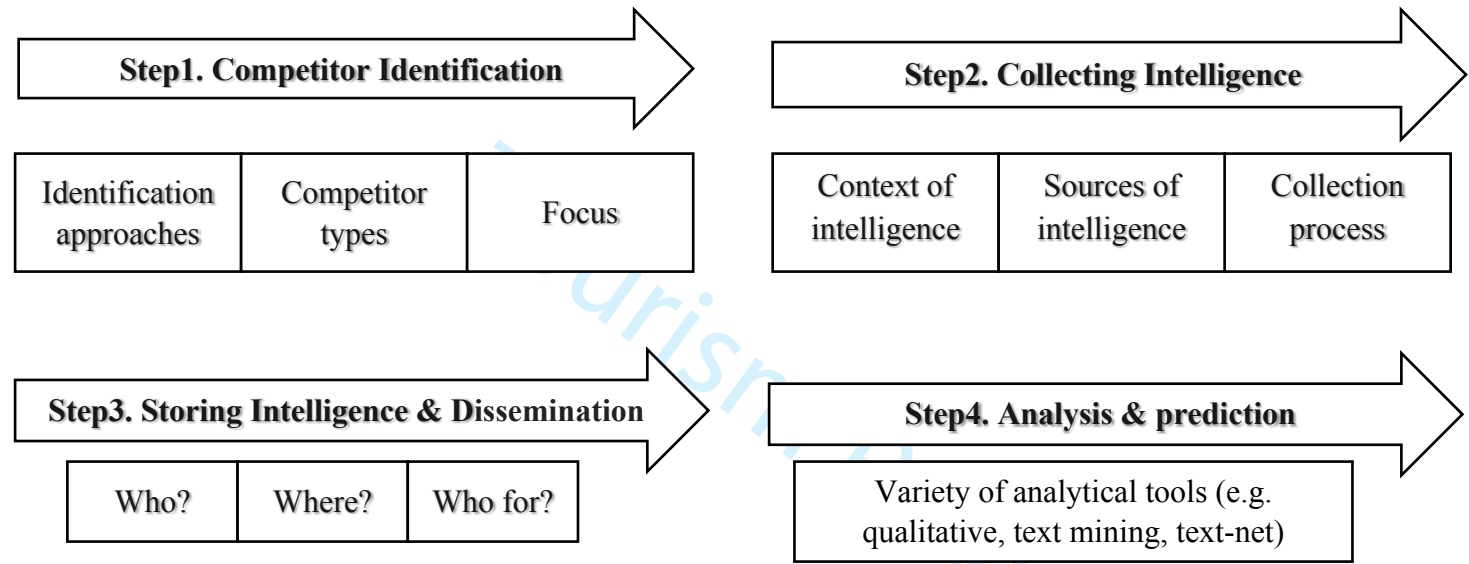 Step1. Competitor Identification
Identification
approaches
Competitor
types
Focus
Step2. Collecting Intelligence
Context of
intelligence
Sources of
intelligence
Collection
process
Step3. Storing Intelligence & Dissemination
Who?
Where?
Who for?
Step4. Analysis & prediction
Variety of analytical tools (e.g.
qualitative, text mining, text-net)